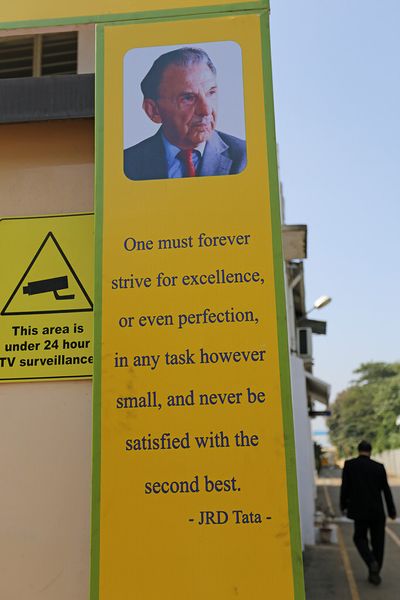 One must forever
strive for excellence,
or even perfection,
in any task however
small, and never be
satisfied with the
second best.
- JRD Tata -
This area is
under 24 hour
TV surveillance